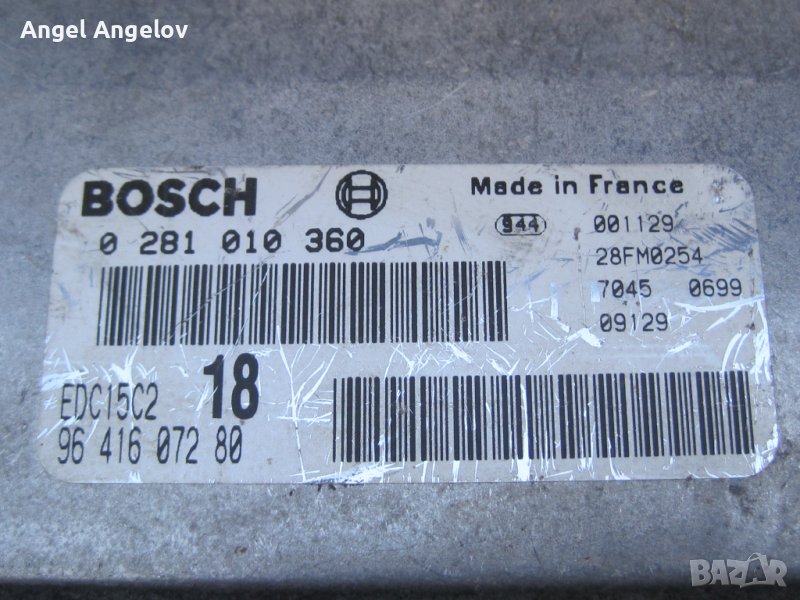 Angel Angelov
BOSCH
Made in France
0 281 010 360
944
001129
28FM0254
7045 0699
09129
EDC15C2 18
96 416 072 80
BAZAR